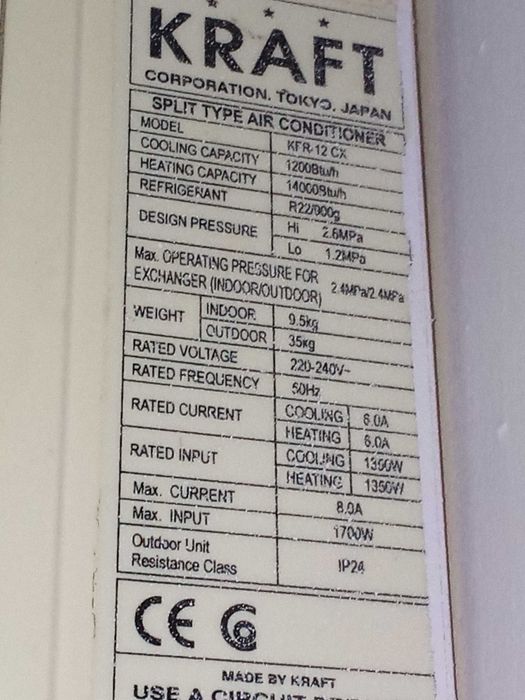 KRAFT
CORPORATION, TOKYO, JAPAN
SPLIT TYPE AIR CONDITIONER
MODEL KFR-12 CX
COOLING CAPACITY 1200Btu/h
HEATING CAPACITY 14000Btu/h
REFRIGERANT R22/900g
DESIGN PRESSURE Hi 2.6MPa
Lo 1.2MPa
Max. OPERATING PRESSURE FOR
EXCHANGER (INDOOR/OUTDOOR) 2.4MPa/2.4MPa
WEIGHT INDOOR 9.5kg
OUTDOOR 35kg
RATED VOLTAGE 220-240V~
RATED FREQUENCY 50Hz
RATED CURRENT COOLING 6.0A
HEATING 6.0A
RATED INPUT COOLING 1350W
HEATING 1350W
Max. CURRENT 8.0A
Max. INPUT 1700W
Outdoor Unit
Resistance Class IP24
CE
MADE BY KRAFT
USE A CIRCUIT